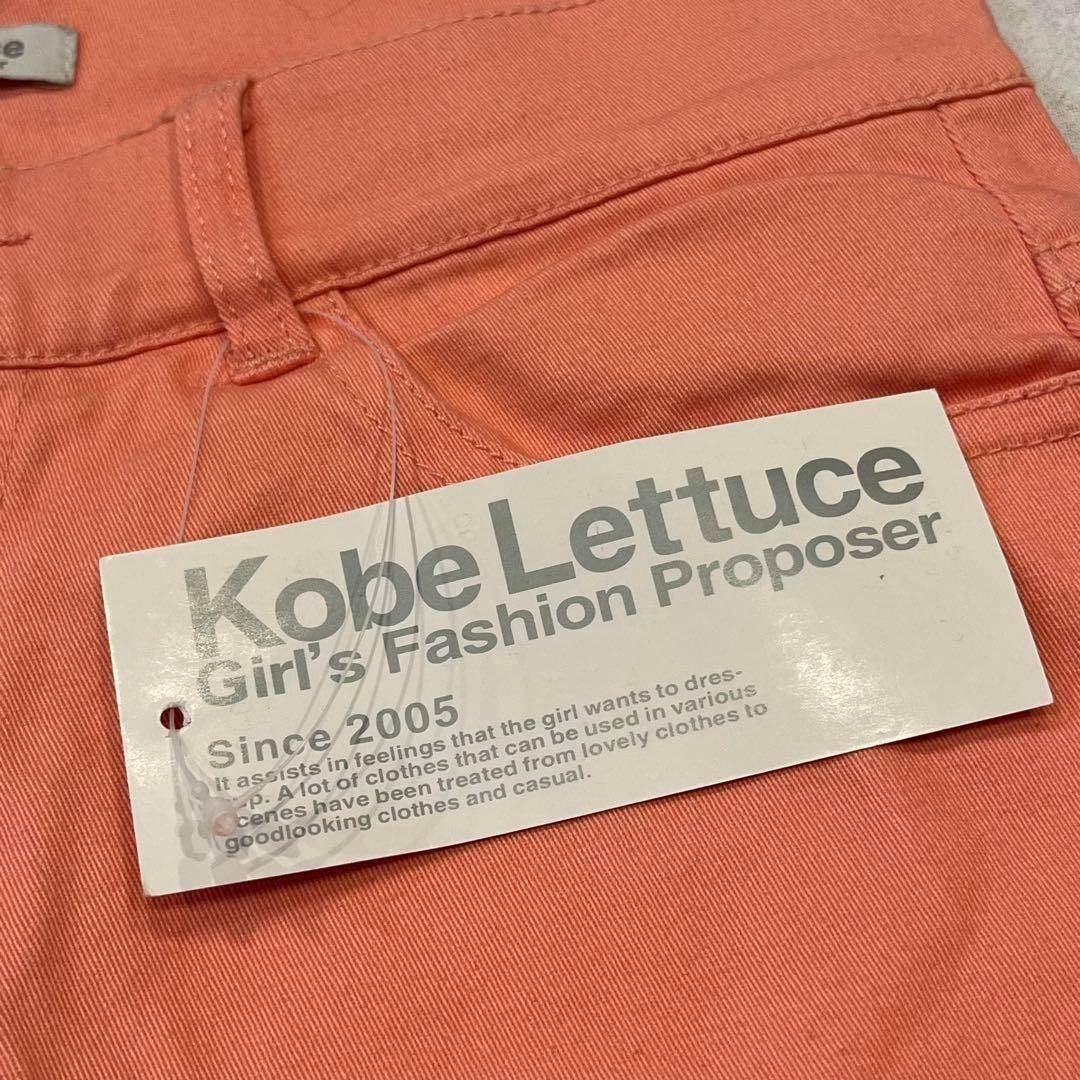 Kobe Lettuce
Girl's Fashion Proposer
Since 2005
It assists in feelings that the girl wants to dres-
s-up. A lot of clothes that can be used in various
scenes have been treated from lovely clothes to
goodlooking clothes and casual.